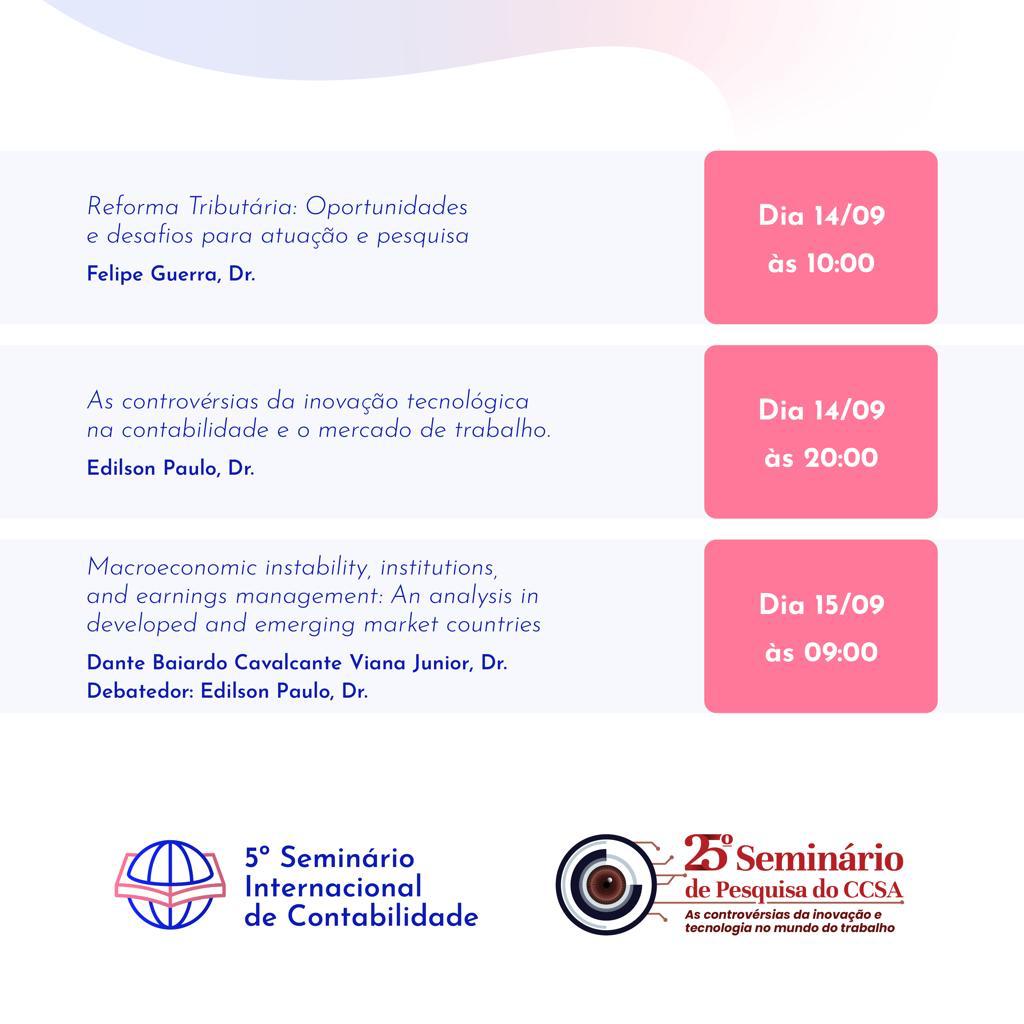 Reforma Tributária: Oportunidades
e desafios para atuação e pesquisa
Felipe Guerra, Dr.
Dia 14/09
às 10:00
As controvérsias da inovação tecnológica
na contabilidade e o mercado de trabalho.
Edilson Paulo, Dr.
Dia 14/09
às 20:00
Macroeconomic instability, institutions,
and earnings management: An analysis in
developed and emerging market countries
Dante Baiardo Cavalcante Viana Junior, Dr.
Debatedor: Edilson Paulo, Dr.
Dia 15/09
às 09:00
5º Seminário
Internacional
de Contabilidade
25º Seminário
de Pesquisa do CCSA
As controvérsias da inovação e
tecnologia no mundo do trabalho